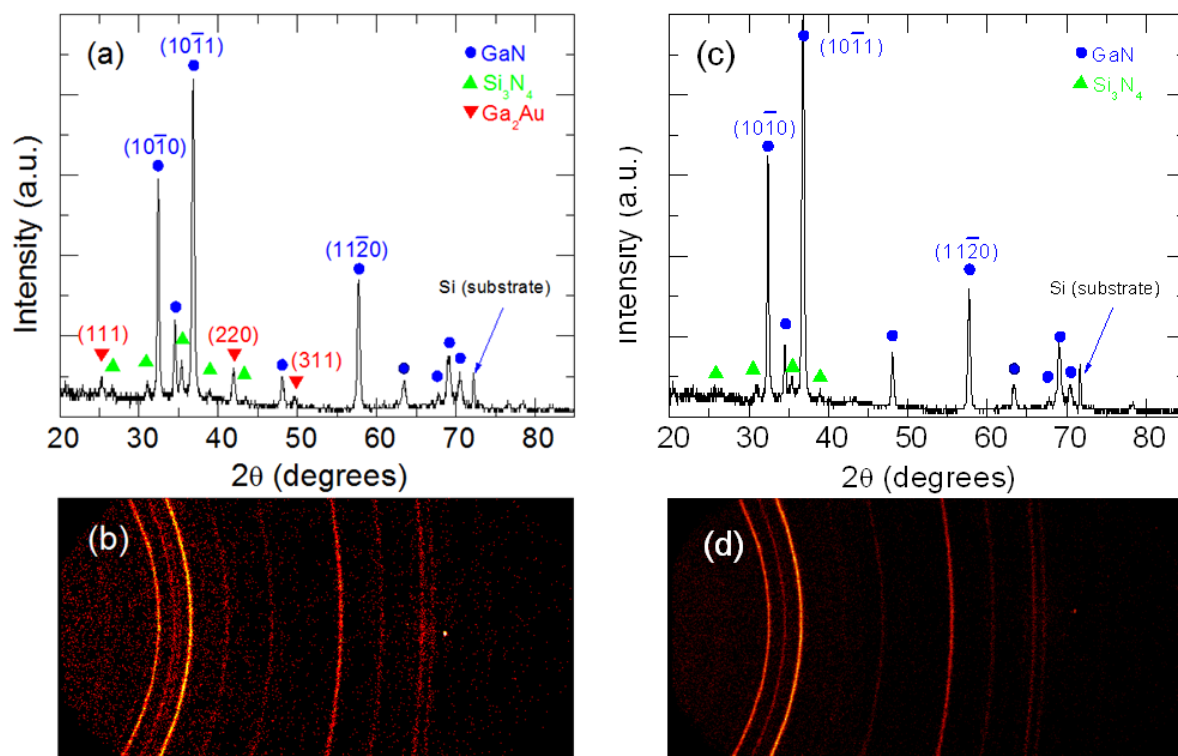 (a)
GaN
Si₃N₄
Ga₂Au
(101̅1)
(101̅0)
(112̅0)
Si (substrate)
(111)
(220)
(311)
Intensity (a.u.)
20 30 40 50 60 70 80
2θ (degrees)
(c)
GaN
Si₃N₄
(101̅1)
(101̅0)
(112̅0)
Si (substrate)
Intensity (a.u.)
20 30 40 50 60 70 80
2θ (degrees)
(b)
(d)